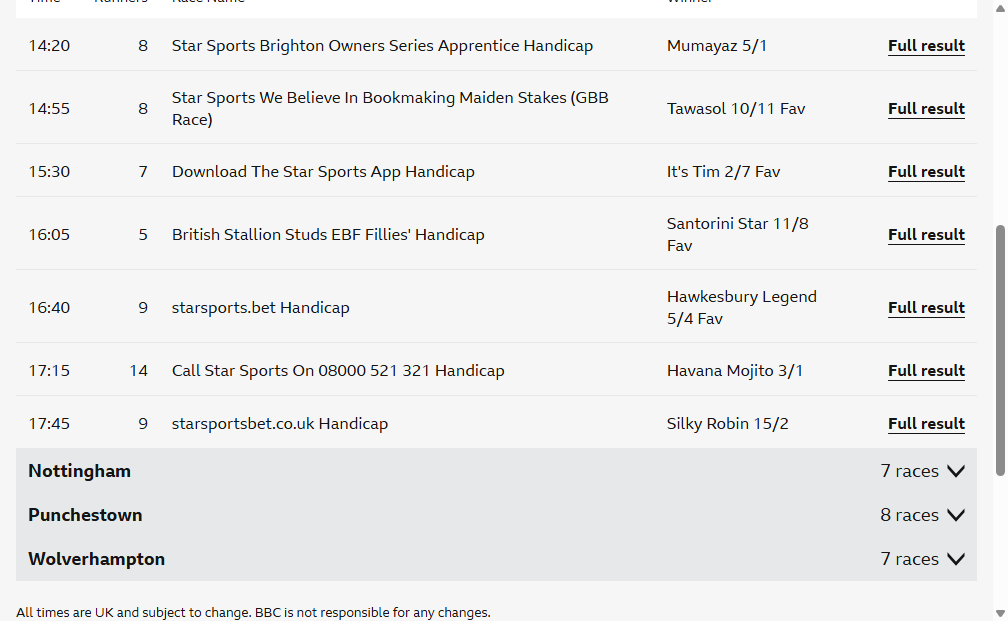 Time Runners Race Name Winner
14:20 8 Star Sports Brighton Owners Series Apprentice Handicap Mumayaz 5/1 Full result
Star Sports We Believe In Bookmaking Maiden Stakes (GBB
14:55 8 Race) Tawasol 10/11 Fav Full result
15:30 7 Download The Star Sports App Handicap It's Tim 2/7 Fav Full result
16:05 5 British Stallion Studs EBF Fillies' Handicap Santorini Star 11/8 Full result
Fav
16:40 9 starsports.bet Handicap Hawkesbury Legend Full result
5/4 Fav
17:15 14 Call Star Sports On 08000 521 321 Handicap Havana Mojito 3/1 Full result
17:45 9 starsportsbet.co.uk Handicap Silky Robin 15/2 Full result
Nottingham 7 races
Punchestown 8 races
Wolverhampton 7 races
All times are UK and subject to change. BBC is not responsible for any changes.